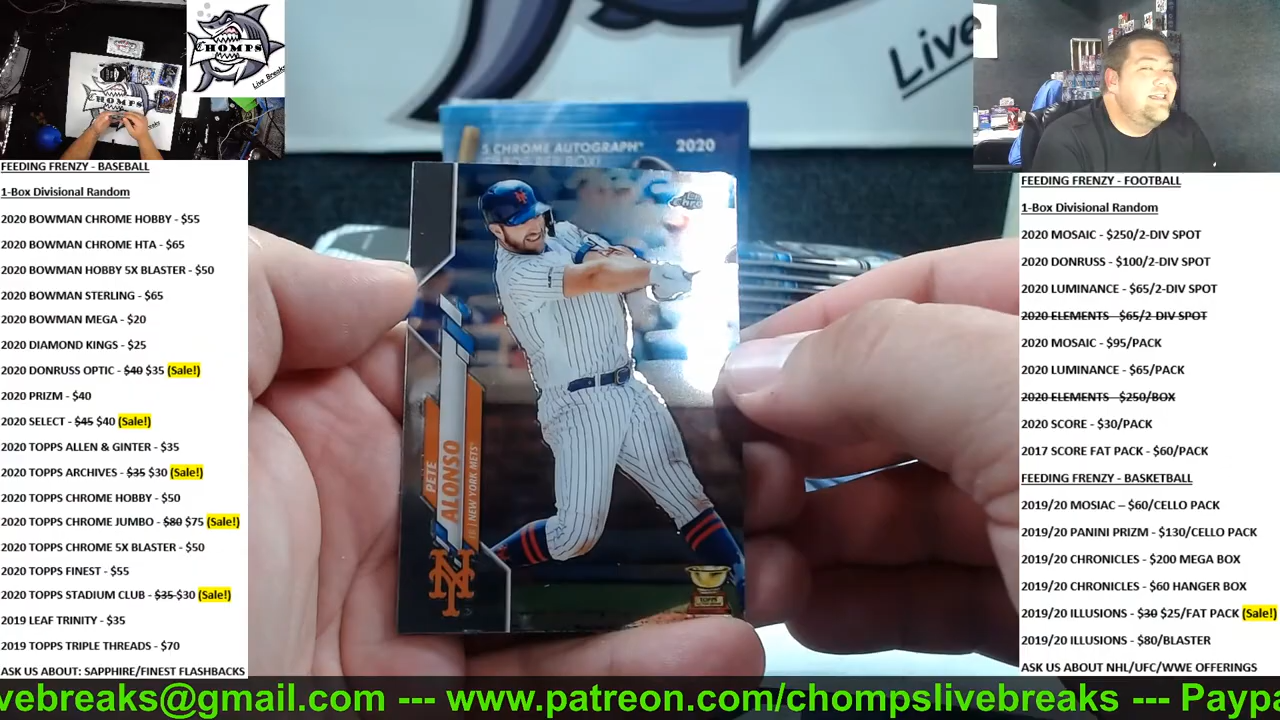 CHOMPS
Live Breaks
CHOMPS
Live
FEEDING FRENZY - BASEBALL
1-Box Divisional Random
2020 BOWMAN CHROME HOBBY - $55
2020 BOWMAN CHROME HTA - $65
2020 BOWMAN HOBBY 5X BLASTER - $50
2020 BOWMAN STERLING - $65
2020 BOWMAN MEGA - $20
2020 DIAMOND KINGS - $25
2020 DONRUSS OPTIC - $40 $35 (Sale!)
2020 PRIZM - $40
2020 SELECT - $45 $40 (Sale!)
2020 TOPPS ALLEN & GINTER - $35
2020 TOPPS ARCHIVES - $35 $30 (Sale!)
2020 TOPPS CHROME HOBBY - $50
2020 TOPPS CHROME JUMBO - $80 $75 (Sale!)
2020 TOPPS CHROME 5X BLASTER - $50
2020 TOPPS FINEST - $55
2020 TOPPS STADIUM CLUB - $35 $30 (Sale!)
2019 LEAF TRINITY - $35
2019 TOPPS TRIPLE THREADS - $70
ASK US ABOUT: SAPPHIRE/FINEST FLASHBACKS
S CHROME AUTOGRAPH
2020
PER BOX!
PETE
ALONSO
NEW YORK METS
NY
TOPPS
FEEDING FRENZY - FOOTBALL
1-Box Divisional Random
2020 MOSAIC - $250/2-DIV SPOT
2020 DONRUSS - $100/2-DIV SPOT
2020 LUMINANCE - $65/2-DIV SPOT
2020 ELEMENTS - $65/2-DIV SPOT
2020 MOSAIC - $95/PACK
2020 LUMINANCE - $65/PACK
2020 ELEMENTS - $250/BOX
2020 SCORE - $30/PACK
2017 SCORE FAT PACK - $60/PACK
FEEDING FRENZY - BASKETBALL
2019/20 MOSIAC – $60/CELLO PACK
2019/20 PANINI PRIZM - $130/CELLO PACK
2019/20 CHRONICLES - $200 MEGA BOX
2019/20 CHRONICLES - $60 HANGER BOX
2019/20 ILLUSIONS - $30 $25/FAT PACK (Sale!)
2019/20 ILLUSIONS - $80/BLASTER
ASK US ABOUT NHL/UFC/WWE OFFERINGS
vebreaks@gmail.com --- www.patreon.com/chompslivebreaks --- Paypa